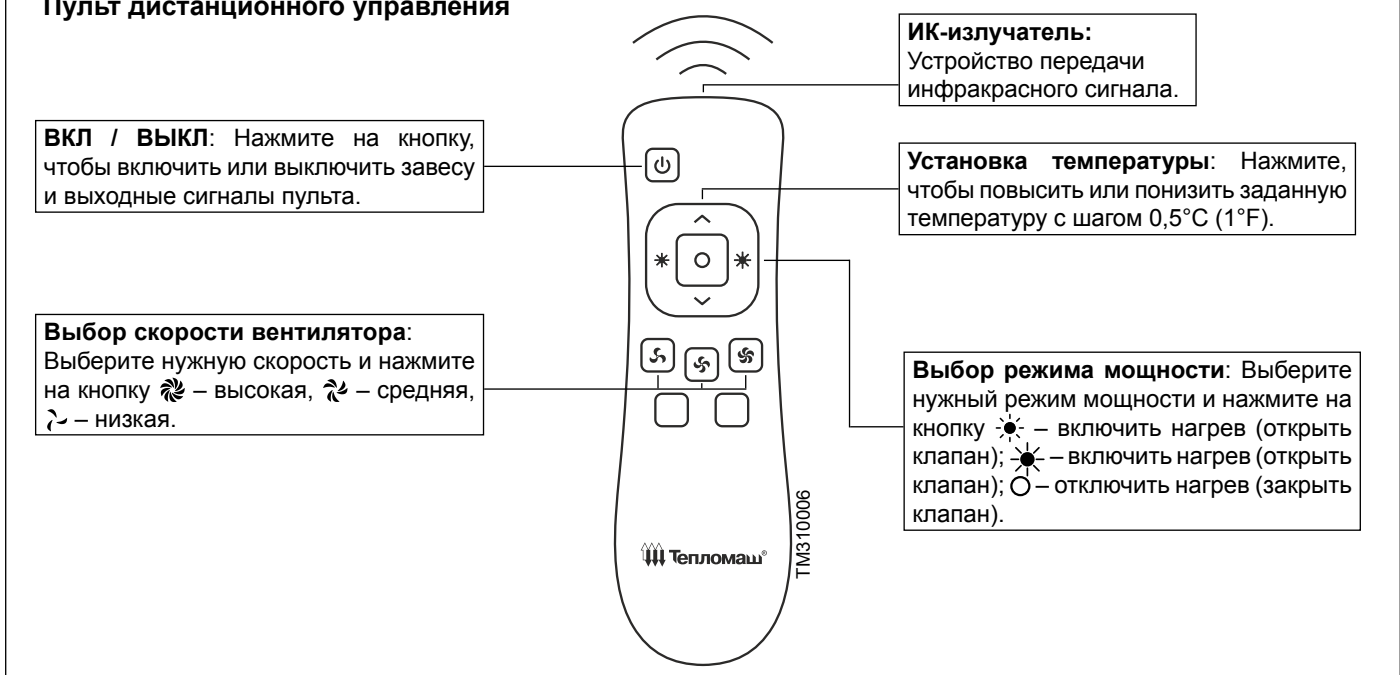 Пульт дистанционного управления
ИК-излучатель:
Устройство передачи
инфракрасного сигнала.
ВКЛ / ВЫКЛ: Нажмите на кнопку,
чтобы включить или выключить завесу
и выходные сигналы пульта.
Установка температуры: Нажмите,
чтобы повысить или понизить заданную
температуру с шагом 0,5°C (1°F).
Выбор скорости вентилятора:
Выберите нужную скорость и нажмите
на кнопку – высокая, – средняя,
– низкая.
Выбор режима мощности: Выберите
нужный режим мощности и нажмите на
кнопку – включить нагрев (открыть
клапан); – включить нагрев (открыть
клапан); – отключить нагрев (закрыть
клапан).
Тепломаш®
TM310006